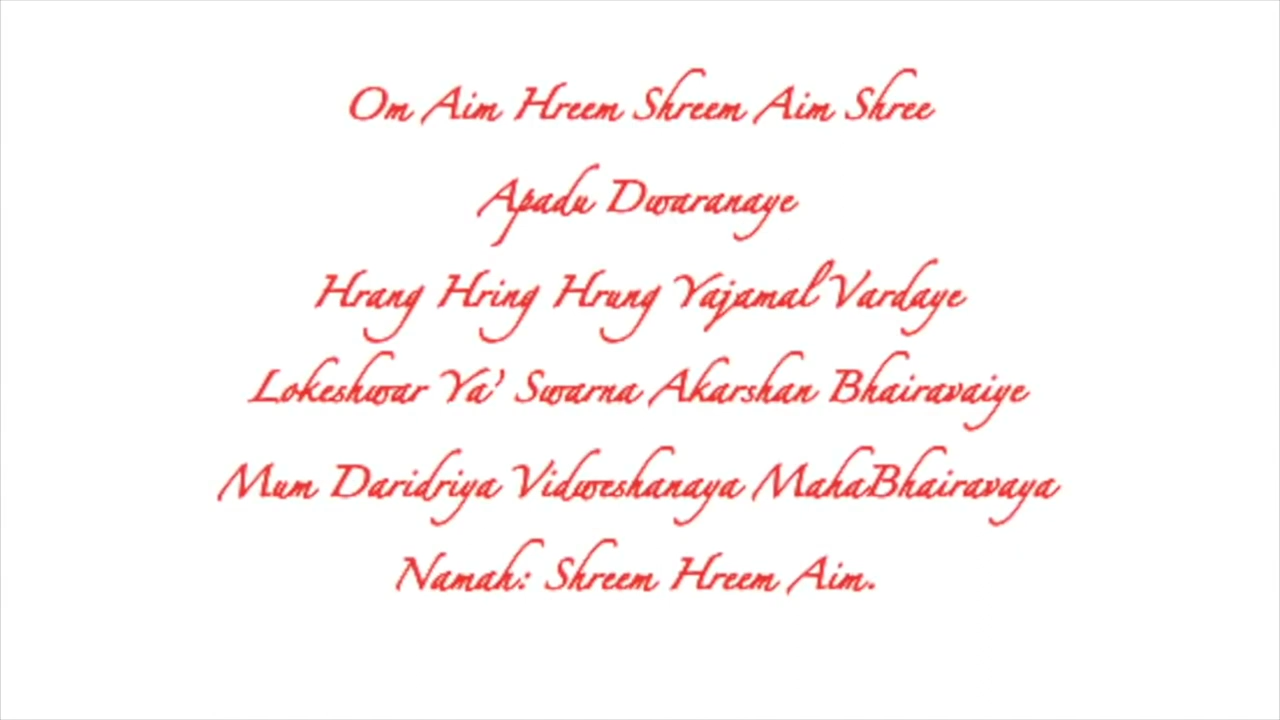 Om Aim Hreem Shreem Aim Shree
Apadu Dwaranaye
Hrang Hring Hrung Yajamal Vardaye
Lokeshwar Ya' Swarna Akarshan Bhairavaiye
Mum Daridriya Vidweshanaya MahaBhairavaya
Namah: Shreem Hreem Aim.